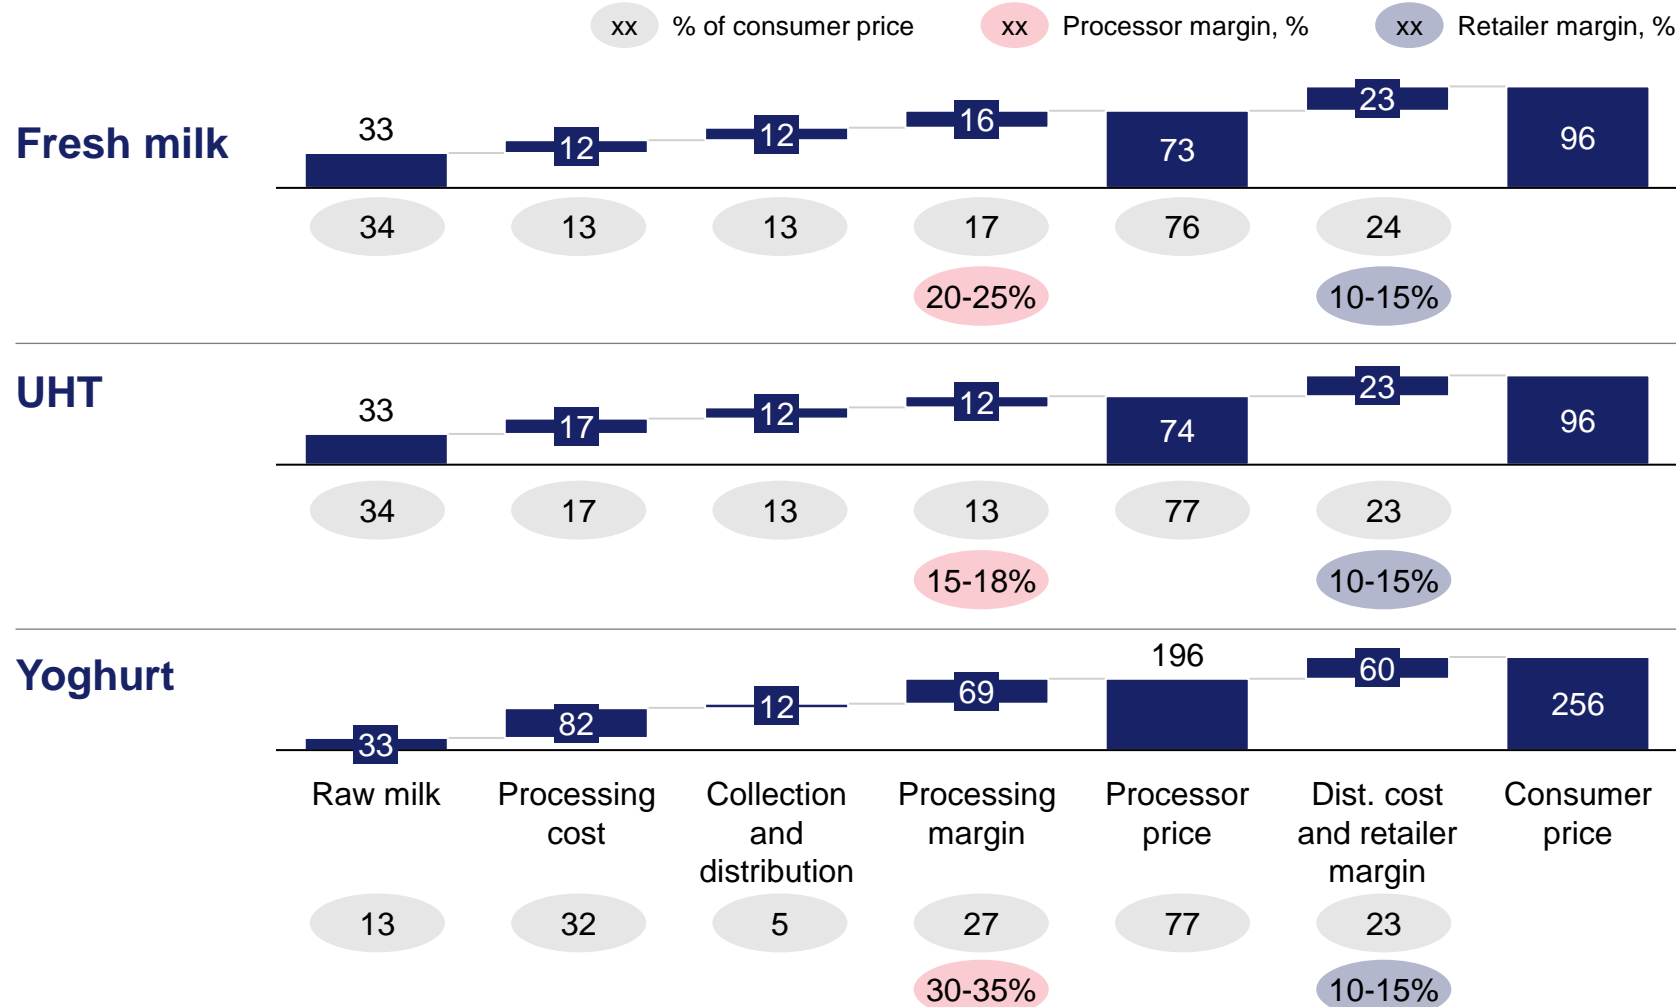 xx % of consumer price xx Processor margin, % xx Retailer margin, %
Fresh milk
33 12 12 16 73 23 96
34 13 13 17 76 24
20-25% 10-15%
UHT
33 17 12 12 74 23 96
34 17 13 13 77 23
15-18% 10-15%
Yoghurt
33 82 12 69 196 60 256
Raw milk Processing Collection Processing Processor Dist. cost Consumer
cost and margin price and retailer price
distribution margin
13 32 5 27 77 23
30-35% 10-15%